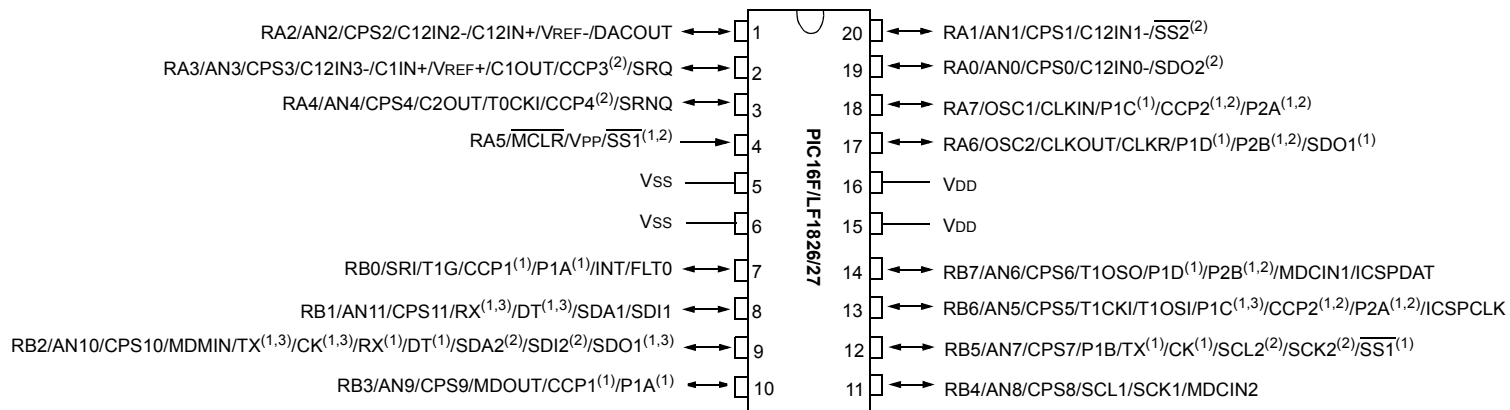 RA2/AN2/CPS2/C12IN2-/C12IN+/VREF-/DACOUT 1
RA3/AN3/CPS3/C12IN3-/C1IN+/VREF+/C1OUT/CCP3(2)/SRQ 2
RA4/AN4/CPS4/C2OUT/T0CKI/CCP4(2)/SRNQ 3
RA5/MCLR/VPP/SS1(1,2) 4
VSS 5
VSS 6
RB0/SRI/T1G/CCP1(1)/P1A(1)/INT/FLT0 7
RB1/AN11/CPS11/RX(1,3)/DT(1,3)/SDA1/SDI1 8
RB2/AN10/CPS10/MDMIN/TX(1,3)/CK(1,3)/RX(1)/DT(1)/SDA2(2)/SDI2(2)/SDO1(1,3) 9
RB3/AN9/CPS9/MDOUT/CCP1(1)/P1A(1) 10
PIC16F/LF1826/27
20 RA1/AN1/CPS1/C12IN1-/SS2(2)
19 RA0/AN0/CPS0/C12IN0-/SDO2(2)
18 RA7/OSC1/CLKIN/P1C(1)/CCP2(1,2)/P2A(1,2)
17 RA6/OSC2/CLKOUT/CLKR/P1D(1)/P2B(1,2)/SDO1(1)
16 VDD
15 VDD
14 RB7/AN6/CPS6/T1OSO/P1D(1)/P2B(1,2)/MDCIN1/ICSPDAT
13 RB6/AN5/CPS5/T1CKI/T1OSI/P1C(1,3)/CCP2(1,2)/P2A(1,2)/ICSPCLK
12 RB5/AN7/CPS7/P1B/TX(1)/CK(1)/SCL2(2)/SCK2(2)/SS1(1)
11 RB4/AN8/CPS8/SCL1/SCK1/MDCIN2